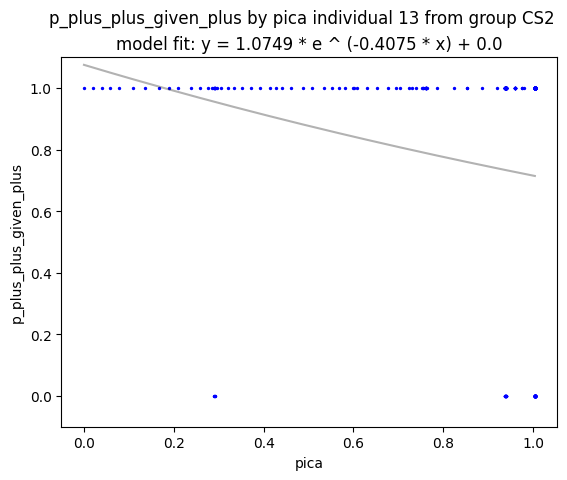 p_plus_plus_given_plus by pica individual 13 from group CS2
model fit: y = 1.0749 * e ^ (-0.4075 * x) + 0.0
p_plus_plus_given_plus
1.0
0.8
0.6
0.4
0.2
0.0
0.0 0.2 0.4 0.6 0.8 1.0
pica